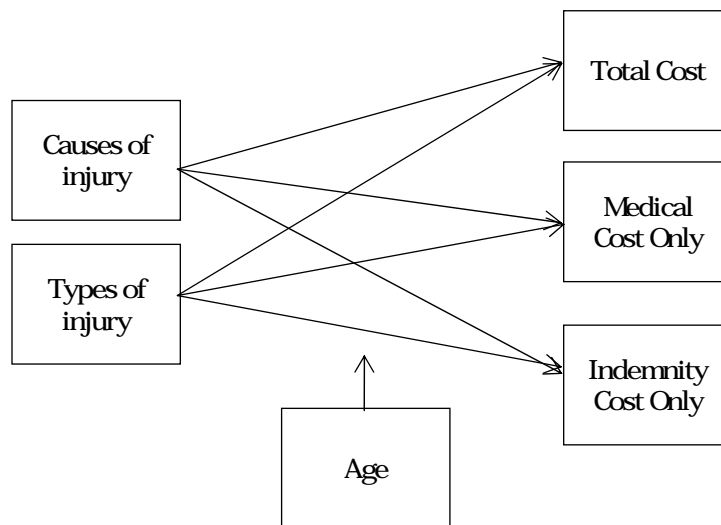 Total Cost
Causes of
injury
Medical
Cost Only
Types of
injury
Indemnity
Cost Only
Age